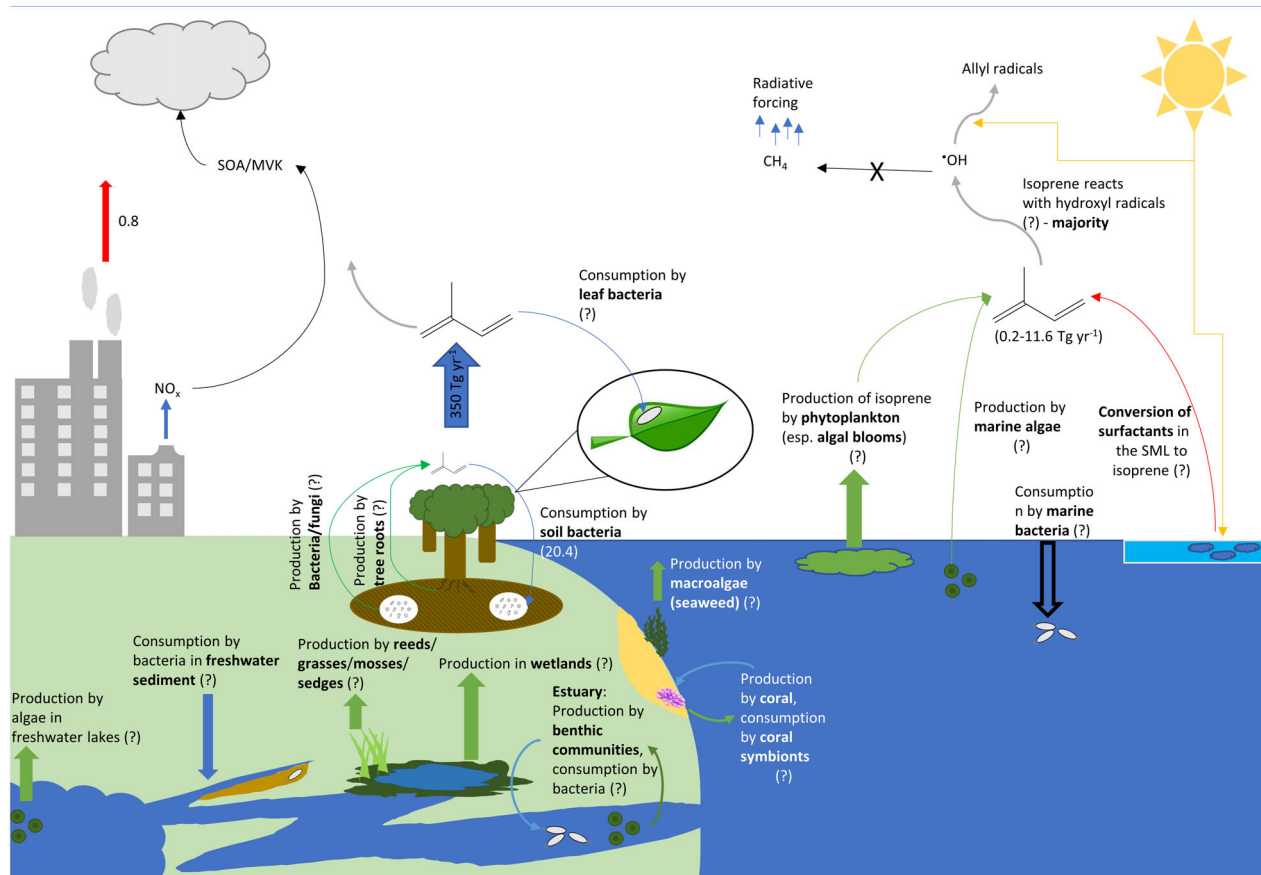 Allyl radicals
Radiative
forcing
CH4
•OH
X
SOA/MVK
0.8
Isoprene reacts
with hydroxyl radicals
(?) - majority
Consumption by
leaf bacteria
(?)
(0.2-11.6 Tg yr-1)
NOx
350 Tg yr-1
Production of isoprene
by phytoplankton
(esp. algal blooms)
(?)
Production by
marine algae
(?)
Conversion of
surfactants in
the SML to
isoprene (?)
Consumptio
n by marine
bacteria (?)
Production by
Bacteria/fungi (?)
Production by
tree roots (?)
Consumption by
soil bacteria
(20.4)
Production by
macroalgae
(seaweed) (?)
Consumption by
bacteria in freshwater
sediment (?)
Production by reeds/
grasses/mosses/
sedges (?)
Production in wetlands (?)
Estuary:
Production by
benthic
communities,
consumption by
bacteria (?)
Production
by coral,
consumption
by coral
symbionts
(?)
Production by
algae in
freshwater lakes (?)